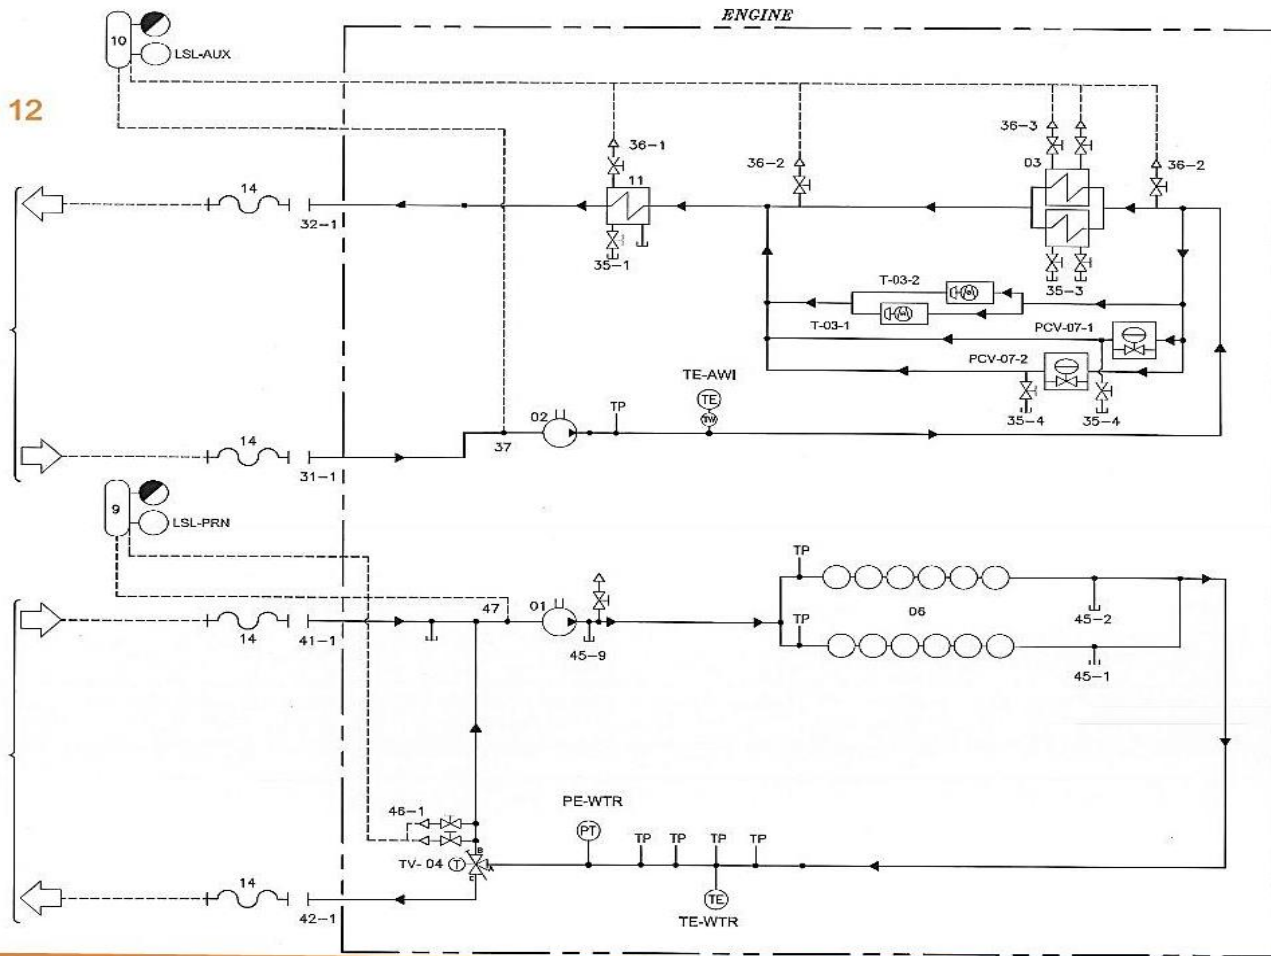 ENGINE
10
LSL-AUX
12
36-1
36-2
36-3
03
36-2
14
32-1
11
35-1
35-3
T-03-2
T-03-1
PCV-07-1
PCV-07-2
TE-AWI
TE
TW
35-4
35-4
02
TP
37
14
31-1
9
LSL-PRN
14
41-1
47
01
45-9
TP
TP
06
45-2
45-1
46-1
PE-WTR
PT
TP
TP
TP
TP
TV-04
T
B
A
C
TE
TE-WTR
14
42-1